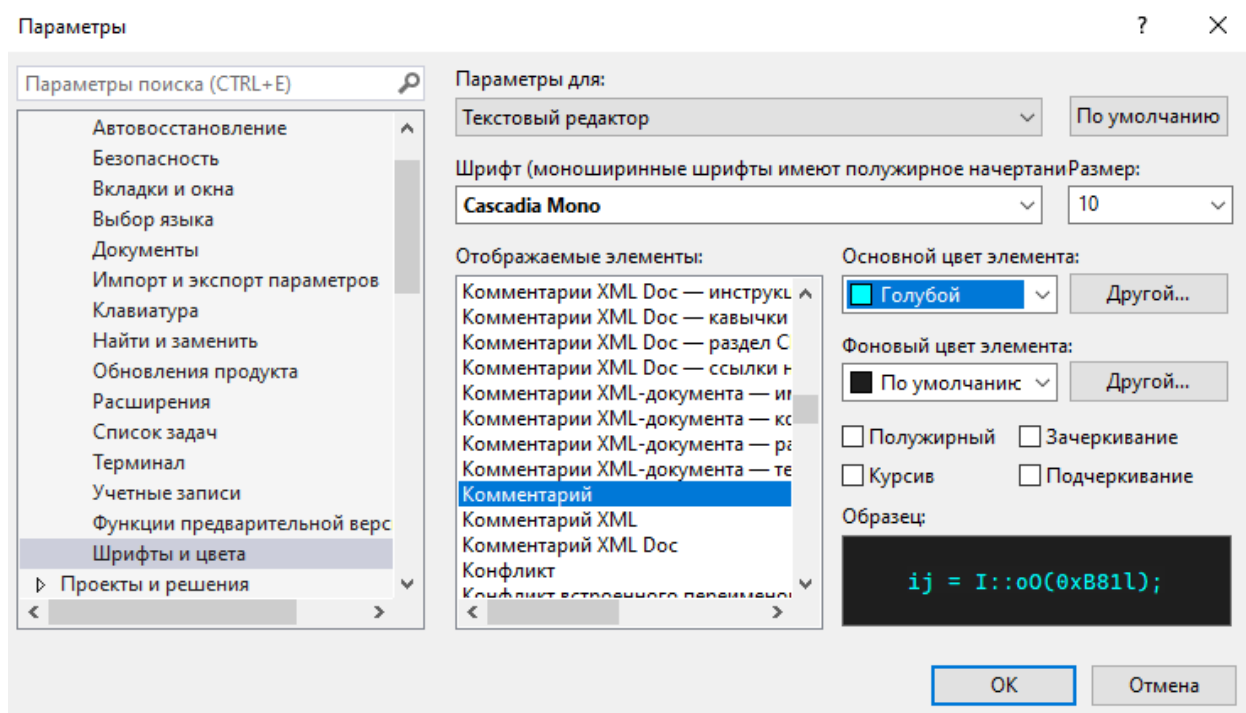 Параметры
?
Параметры поиска (CTRL+E)
Автовосстановление
Безопасность
Вкладки и окна
Выбор языка
Документы
Импорт и экспорт параметров
Клавиатура
Найти и заменить
Обновления продукта
Расширения
Список задач
Терминал
Учетные записи
Функции предварительной верс
Шрифты и цвета
Проекты и решения
Параметры для:
Текстовый редактор
По умолчанию
Шрифт (моноширинные шрифты имеют полужирное начертани
Размер:
Cascadia Mono
10
Отображаемые элементы:
Комментарии XML Doc — инструкц
Комментарии XML Doc — кавычки
Комментарии XML Doc — раздел C
Комментарии XML Doc — ссылки н
Комментарии XML-документа — и
Комментарии XML-документа — кс
Комментарии XML-документа — ра
Комментарии XML-документа — те
Комментарий
Комментарий XML
Комментарий XML Doc
Конфликт
Конфликт встроенного переимено
Основной цвет элемента:
Голубой
Другой...
Фоновый цвет элемента:
По умолчанию
Другой...
Полужирный
Зачеркивание
Курсив
Подчеркивание
Образец:
ij = I::oO(0xB81l);
ОК
Отмена